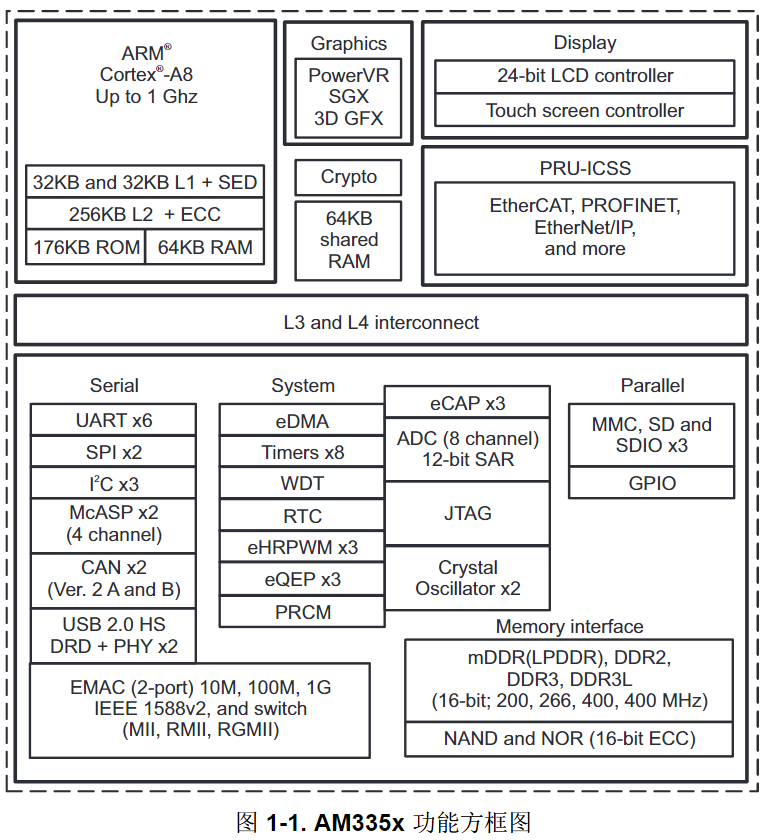 ARM®
Cortex®-A8
Up to 1 Ghz
32KB and 32KB L1 + SED
256KB L2 + ECC
176KB ROM
64KB RAM
Graphics
PowerVR
SGX
3D GFX
Crypto
64KB
shared
RAM
Display
24-bit LCD controller
Touch screen controller
PRU-ICSS
EtherCAT, PROFINET,
EtherNet/IP,
and more
L3 and L4 interconnect
Serial
UART x6
SPI x2
I²C x3
McASP x2
(4 channel)
CAN x2
(Ver. 2 A and B)
USB 2.0 HS
DRD + PHY x2
EMAC (2-port) 10M, 100M, 1G
IEEE 1588v2, and switch
(MII, RMII, RGMII)
System
eDMA
Timers x8
WDT
RTC
eHRPWM x3
eQEP x3
PRCM
eCAP x3
ADC (8 channel)
12-bit SAR
JTAG
Crystal
Oscillator x2
Parallel
MMC, SD and
SDIO x3
GPIO
Memory interface
mDDR(LPDDR), DDR2,
DDR3, DDR3L
(16-bit; 200, 266, 400, 400 MHz)
NAND and NOR (16-bit ECC)
图 1-1. AM335x 功能方框图